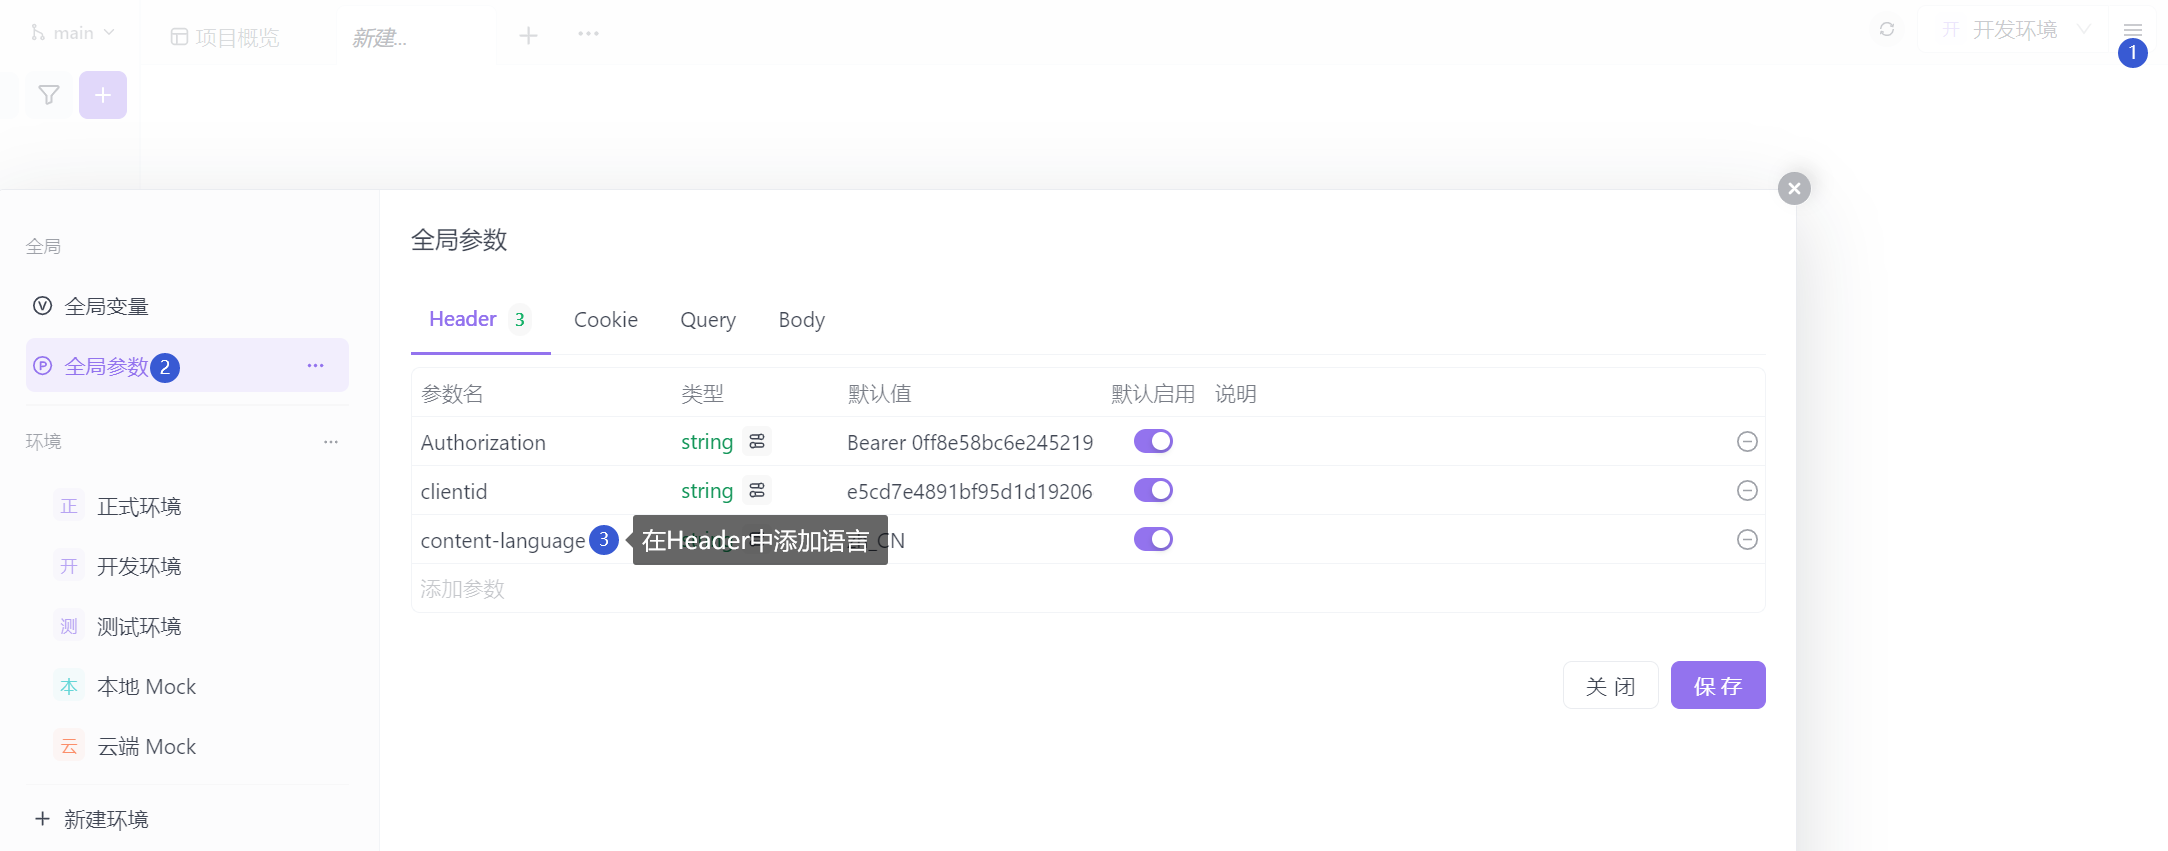 main
项目概览
新建...
开发环境
1
全局
全局变量
全局参数 2
环境
正 正式环境
开 开发环境
测 测试环境
本 本地 Mock
云 云端 Mock
新建环境
全局参数
Header 3 Cookie Query Body
参数名 类型 默认值 默认启用 说明
Authorization string Bearer 0ff8e58bc6e245219
clientid string e5cd7e4891bf95d1d19206
content-language 3 在Header中添加语言 _CN
添加参数
关闭 保存